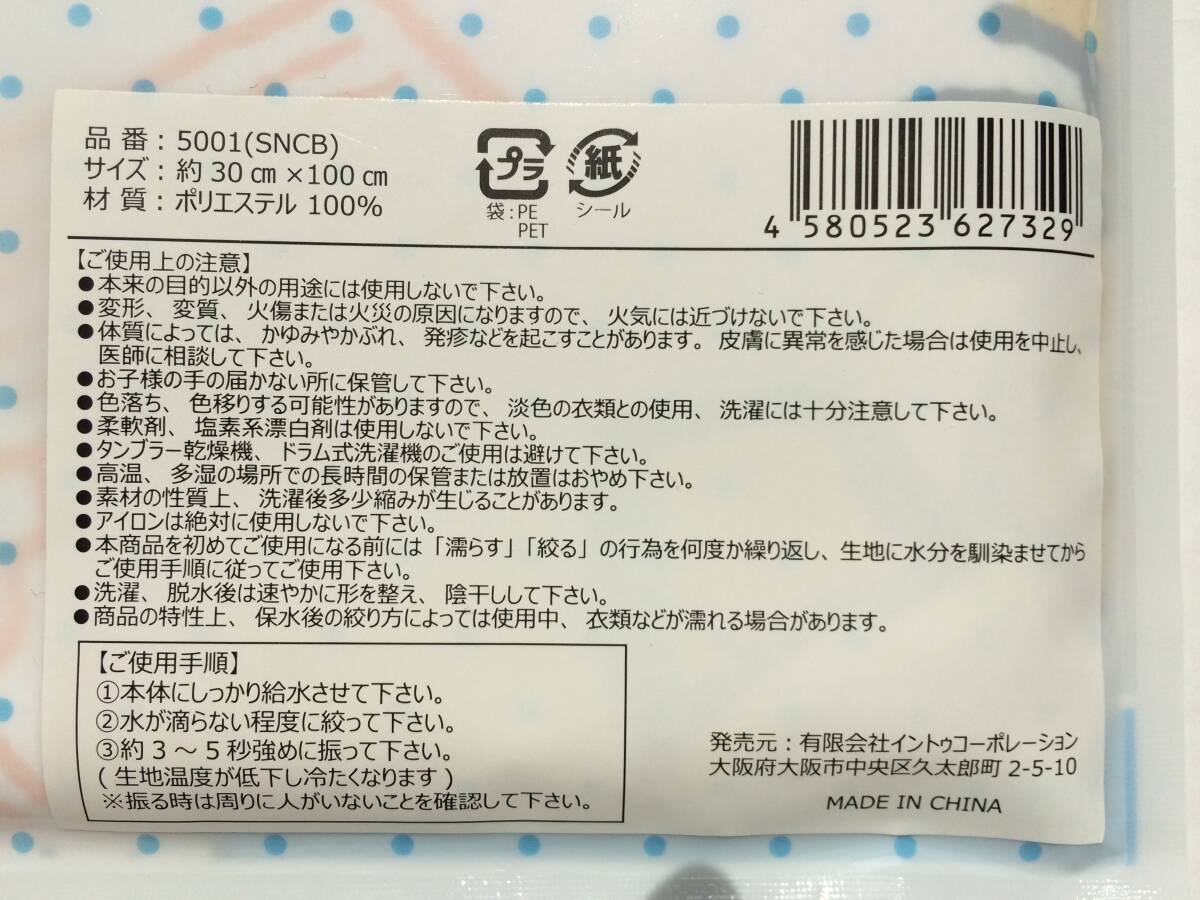 品 番：5001(SNCB)
サイズ：約 30 ㎝ ×100 ㎝
材 質：ポリエステル 100%
プラ
袋：PE
PET
紙
シール
4 580523 627329
【ご使用上の注意】
●本来の目的以外の用途には使用しないで下さい。
●変形、変質、火傷または火災の原因になりますので、火気には近づけないで下さい。
●体質によっては、かゆみやかぶれ、発疹などを起こすことがあります。皮膚に異常を感じた場合は使用を中止し、
医師に相談して下さい。
●お子様の手の届かない所に保管して下さい。
●色落ち、色移りする可能性がありますので、淡色の衣類との使用、洗濯には十分注意して下さい。
●柔軟剤、塩素系漂白剤は使用しないで下さい。
●タンブラー乾燥機、ドラム式洗濯機のご使用は避けて下さい。
●高温、多湿の場所での長時間の保管または放置はおやめ下さい。
●素材の性質上、洗濯後多少縮みが生じることがあります。
●アイロンは絶対に使用しないで下さい。
●本商品を初めてご使用になる前には「濡らす」「絞る」の行為を何度か繰り返し、生地に水分を馴染ませてから
ご使用手順に従ってご使用下さい。
●洗濯、脱水後は速やかに形を整え、陰干しして下さい。
●商品の特性上、保水後の絞り方によっては使用中、衣類などが濡れる場合があります。
【ご使用手順】
①本体にしっかり給水させて下さい。
②水が滴らない程度に絞って下さい。
③約 3 ～ 5 秒強めに振って下さい。
( 生地温度が低下し冷たくなります )
※振る時は周りに人がいないことを確認して下さい。
発売元：有限会社イントゥコーポレーション
大阪府大阪市中央区久太郎町 2-5-10
MADE IN CHINA